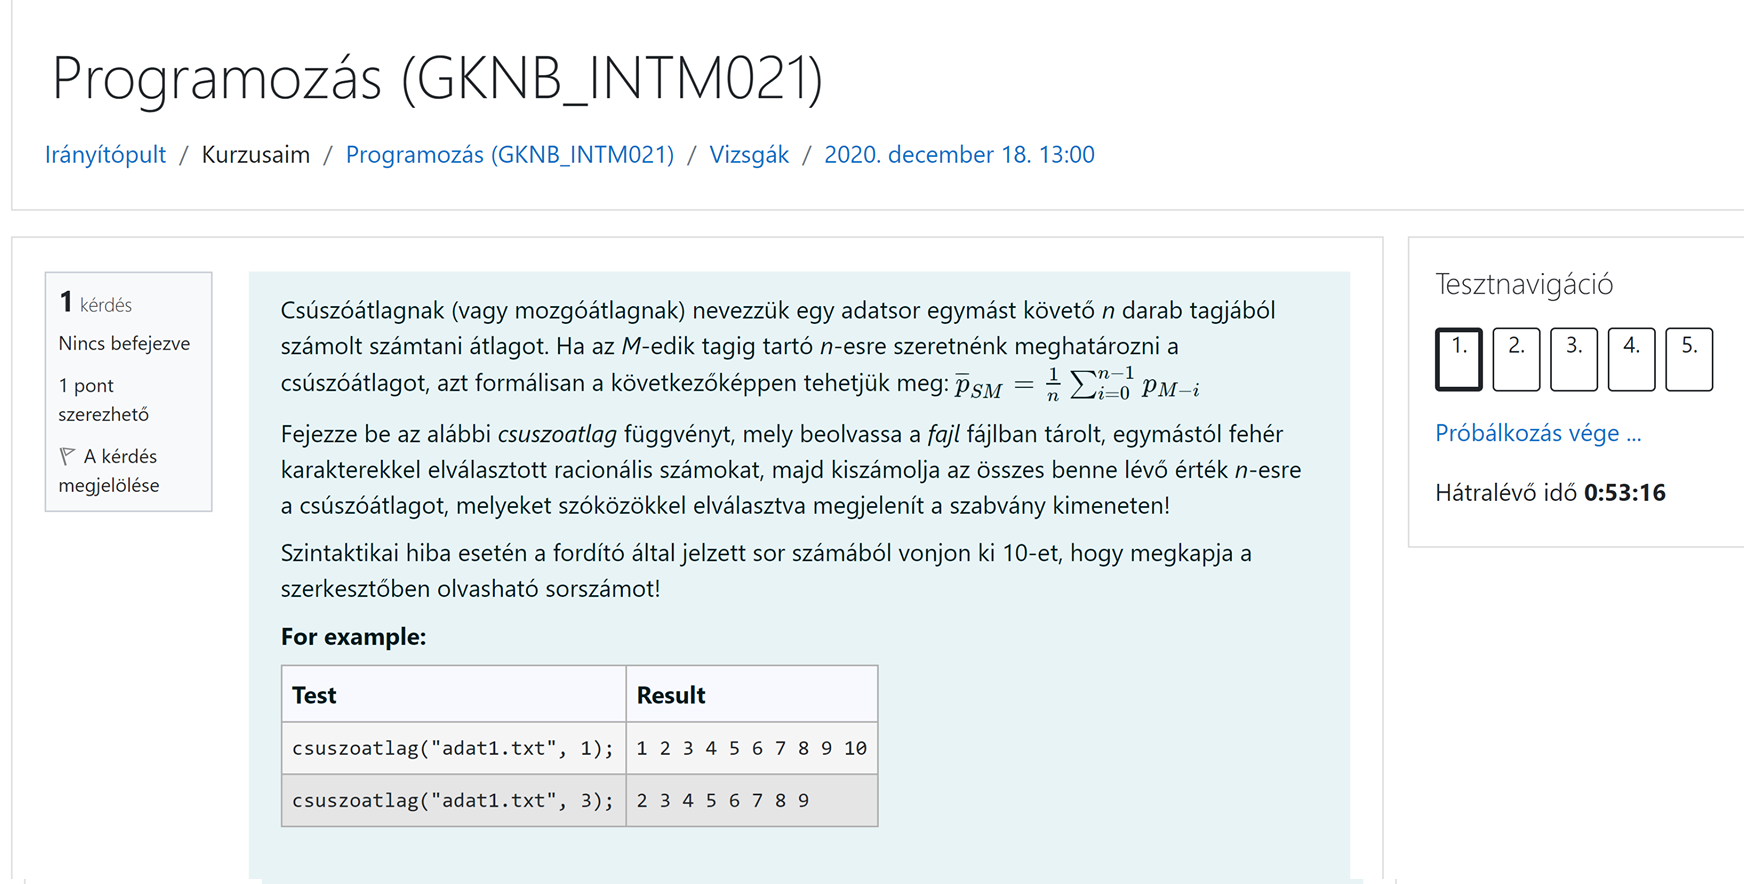 Programozás (GKNB_INTM021)
Irányítópult / Kurzusaim / Programozás (GKNB_INTM021) / Vizsgák / 2020. december 18. 13:00
1 kérdés
Nincs befejezve
1 pont
szerezhető
A kérdés
megjelölése
Csúszóátlagnak (vagy mozgóátlagnak) nevezzük egy adatsor egymást követő n darab tagjából
számolt számtani átlagot. Ha az M-edik tagig tartó n-esre szeretnénk meghatározni a
csúszóátlagot, azt formálisan a következőképpen tehetjük meg: p̅_SM = 1/n ∑_{i=0}^{n−1} p_{M−i}
Fejezze be az alábbi csuszoatlag függvényt, mely beolvassa a fajl fájlban tárolt, egymástól fehér
karakterekkel elválasztott racionális számokat, majd kiszámolja az összes benne lévő érték n-esre
a csúszóátlagot, melyeket szóközökkel elválasztva megjelenít a szabvány kimeneten!
Szintaktikai hiba esetén a fordító által jelzett sor számából vonjon ki 10-et, hogy megkapja a
szerkesztőben olvasható sorszámot!
For example:
Test Result
csuszoatlag("adat1.txt", 1); 1 2 3 4 5 6 7 8 9 10
csuszoatlag("adat1.txt", 3); 2 3 4 5 6 7 8 9
Tesztnavigáció
1. 2. 3. 4. 5.
Próbálkozás vége ...
Hátralévő idő 0:53:16